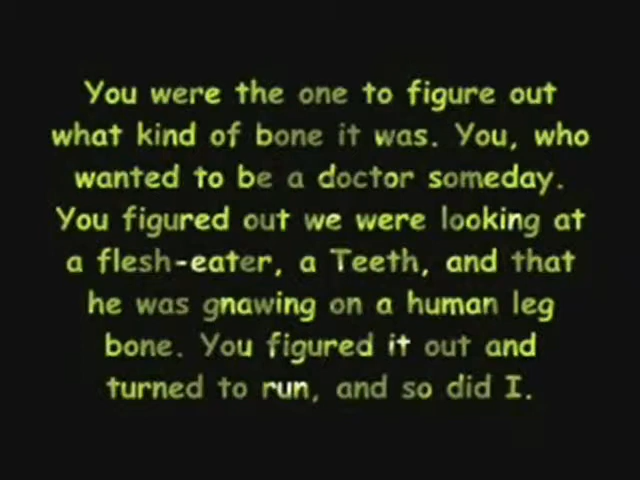 You were the one to figure out
what kind of bone it was. You, who
wanted to be a doctor someday.
You figured out we were looking at
a flesh-eater, a Teeth, and that
he was gnawing on a human leg
bone. You figured it out and
turned to run, and so did I.